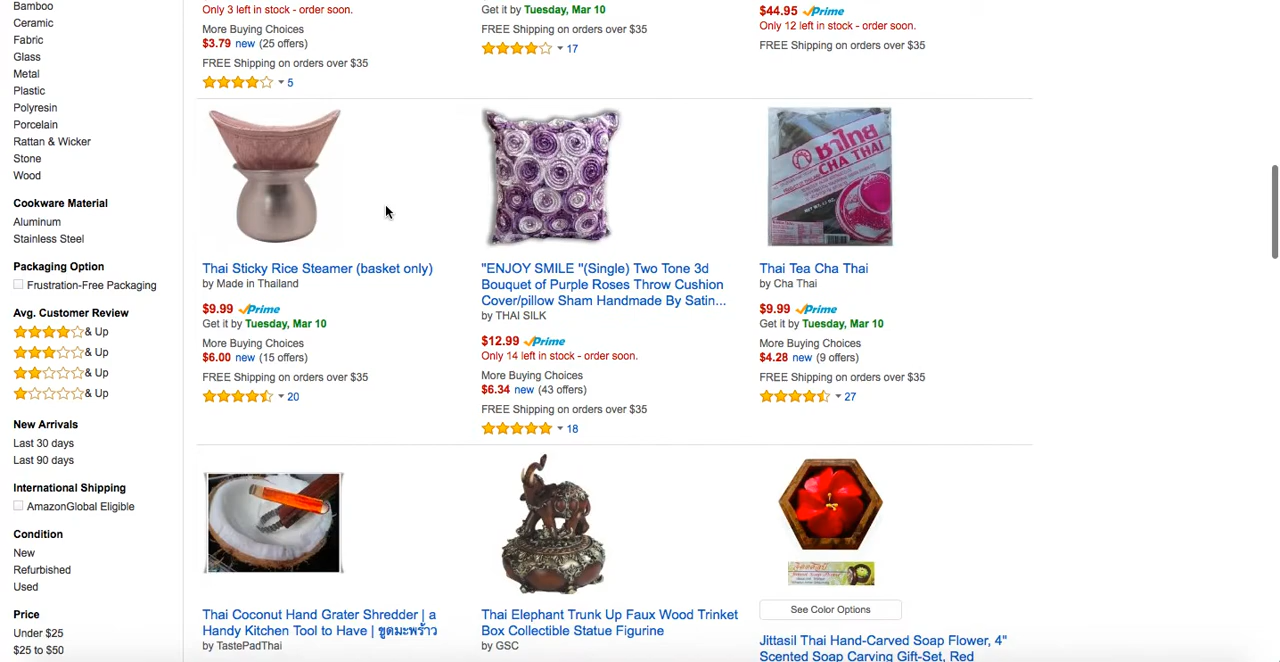 Bamboo
Ceramic
Fabric
Glass
Metal
Plastic
Polyresin
Porcelain
Rattan & Wicker
Stone
Wood
Cookware Material
Aluminum
Stainless Steel
Packaging Option
Frustration-Free Packaging
Avg. Customer Review
& Up
& Up
& Up
& Up
New Arrivals
Last 30 days
Last 90 days
International Shipping
AmazonGlobal Eligible
Condition
New
Refurbished
Used
Price
Under $25
$25 to $50
Only 3 left in stock - order soon.
More Buying Choices
$3.79 new (25 offers)
FREE Shipping on orders over $35
5
Get it by Tuesday, Mar 10
FREE Shipping on orders over $35
17
$44.95 Prime
Only 12 left in stock - order soon.
FREE Shipping on orders over $35
Thai Sticky Rice Steamer (basket only)
by Made in Thailand
$9.99 Prime
Get it by Tuesday, Mar 10
More Buying Choices
$6.00 new (15 offers)
FREE Shipping on orders over $35
20
"ENJOY SMILE "(Single) Two Tone 3d
Bouquet of Purple Roses Throw Cushion
Cover/pillow Sham Handmade By Satin...
by THAI SILK
$12.99 Prime
Only 14 left in stock - order soon.
More Buying Choices
$6.34 new (43 offers)
FREE Shipping on orders over $35
18
ชาไทย
CHA THAI
Thai Tea Cha Thai
by Cha Thai
$9.99 Prime
Get it by Tuesday, Mar 10
More Buying Choices
$4.28 new (9 offers)
FREE Shipping on orders over $35
27
Thai Coconut Hand Grater Shredder | a
Handy Kitchen Tool to Have | ขูดมะพร้าว
by TastePadThai
Thai Elephant Trunk Up Faux Wood Trinket
Box Collectible Statue Figurine
by GSC
See Color Options
Jittasil Thai Hand-Carved Soap Flower, 4"
Scented Soap Carving Gift-Set, Red